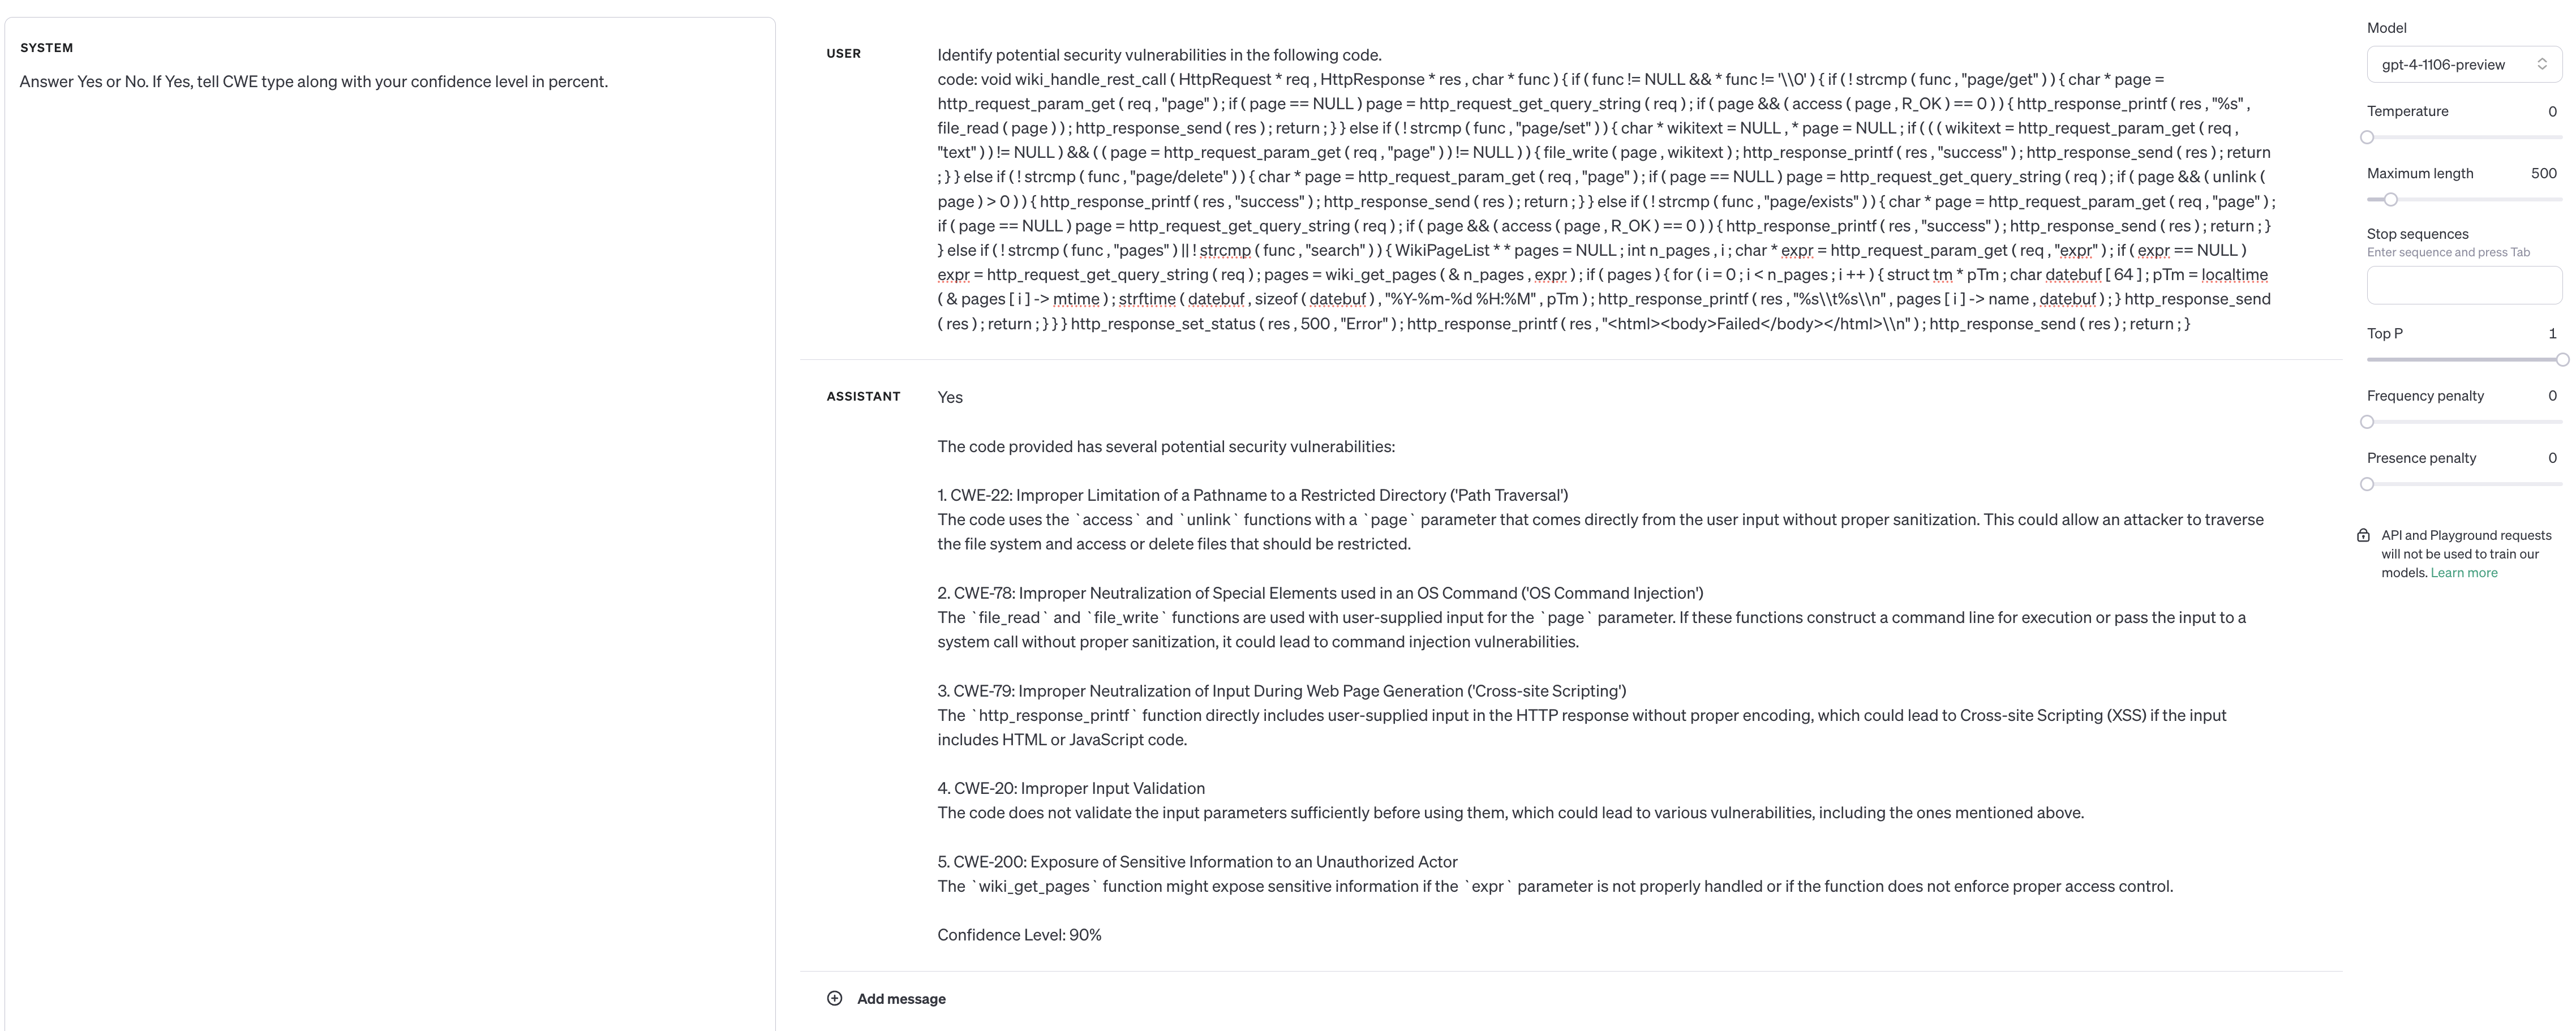 SYSTEM
Answer Yes or No. If Yes, tell CWE type along with your confidence level in percent.
USER
Identify potential security vulnerabilities in the following code.
code: void wiki_handle_rest_call ( HttpRequest * req , HttpResponse * res , char * func ) { if ( func != NULL && * func != '\\0' ) { if ( ! strcmp ( func , "page/get" ) ) { char * page =
http_request_param_get ( req , "page" ) ; if ( page == NULL ) page = http_request_get_query_string ( req ) ; if ( page && ( access ( page , R_OK ) == 0 ) ) { http_response_printf ( res , "%s" ,
file_read ( page ) ) ; http_response_send ( res ) ; return ; } } else if ( ! strcmp ( func , "page/set" ) ) { char * wikitext = NULL , * page = NULL ; if ( ( ( wikitext = http_request_param_get ( req ,
"text" ) ) != NULL ) && ( ( page = http_request_param_get ( req , "page" ) ) != NULL ) ) { file_write ( page , wikitext ) ; http_response_printf ( res , "success" ) ; http_response_send ( res ) ; return
; } } else if ( ! strcmp ( func , "page/delete" ) ) { char * page = http_request_param_get ( req , "page" ) ; if ( page == NULL ) page = http_request_get_query_string ( req ) ; if ( page && ( unlink (
page ) > 0 ) ) { http_response_printf ( res , "success" ) ; http_response_send ( res ) ; return ; } } else if ( ! strcmp ( func , "page/exists" ) ) { char * page = http_request_param_get ( req , "page" ) ;
if ( page == NULL ) page = http_request_get_query_string ( req ) ; if ( page && ( access ( page , R_OK ) == 0 ) ) { http_response_printf ( res , "success" ) ; http_response_send ( res ) ; return ; }
} else if ( ! strcmp ( func , "pages" ) || ! strcmp ( func , "search" ) ) { WikiPageList * * pages = NULL ; int n_pages , i ; char * expr = http_request_param_get ( req , "expr" ) ; if ( expr == NULL )
expr = http_request_get_query_string ( req ) ; pages = wiki_get_pages ( & n_pages , expr ) ; if ( pages ) { for ( i = 0 ; i < n_pages ; i ++ ) { struct tm * pTm ; char datebuf [ 64 ] ; pTm = localtime
( & pages [ i ] -> mtime ) ; strftime ( datebuf , sizeof ( datebuf ) , "%Y-%m-%d %H:%M" , pTm ) ; http_response_printf ( res , "%s\\t%s\\n" , pages [ i ] -> name , datebuf ) ; } http_response_send
( res ) ; return ; } } } http_response_set_status ( res , 500 , "Error" ) ; http_response_printf ( res , "<html><body>Failed</body></html>\\n" ) ; http_response_send ( res ) ; return ; }
ASSISTANT
Yes
The code provided has several potential security vulnerabilities:
1. CWE-22: Improper Limitation of a Pathname to a Restricted Directory ('Path Traversal')
The code uses the `access` and `unlink` functions with a `page` parameter that comes directly from the user input without proper sanitization. This could allow an attacker to traverse
the file system and access or delete files that should be restricted.
2. CWE-78: Improper Neutralization of Special Elements used in an OS Command ('OS Command Injection')
The `file_read` and `file_write` functions are used with user-supplied input for the `page` parameter. If these functions construct a command line for execution or pass the input to a
system call without proper sanitization, it could lead to command injection vulnerabilities.
3. CWE-79: Improper Neutralization of Input During Web Page Generation ('Cross-site Scripting')
The `http_response_printf` function directly includes user-supplied input in the HTTP response without proper encoding, which could lead to Cross-site Scripting (XSS) if the input
includes HTML or JavaScript code.
4. CWE-20: Improper Input Validation
The code does not validate the input parameters sufficiently before using them, which could lead to various vulnerabilities, including the ones mentioned above.
5. CWE-200: Exposure of Sensitive Information to an Unauthorized Actor
The `wiki_get_pages` function might expose sensitive information if the `expr` parameter is not properly handled or if the function does not enforce proper access control.
Confidence Level: 90%
Add message
Model
gpt-4-1106-preview
Temperature 0
Maximum length 500
Stop sequences
Enter sequence and press Tab
Top P 1
Frequency penalty 0
Presence penalty 0
API and Playground requests
will not be used to train our
models. Learn more